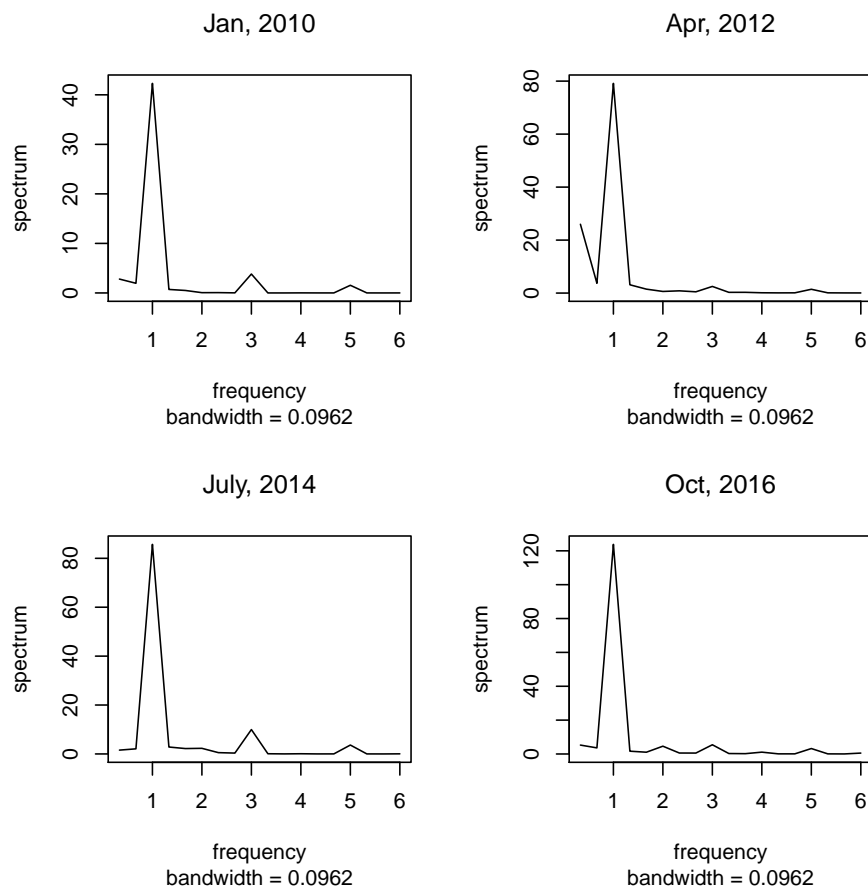 Jan, 2010
spectrum
40
30
20
10
0
1 2 3 4 5 6
frequency
bandwidth = 0.0962
Apr, 2012
spectrum
80
60
40
20
0
1 2 3 4 5 6
frequency
bandwidth = 0.0962
July, 2014
spectrum
80
60
40
20
0
1 2 3 4 5 6
frequency
bandwidth = 0.0962
Oct, 2016
spectrum
120
80
40
0
1 2 3 4 5 6
frequency
bandwidth = 0.0962